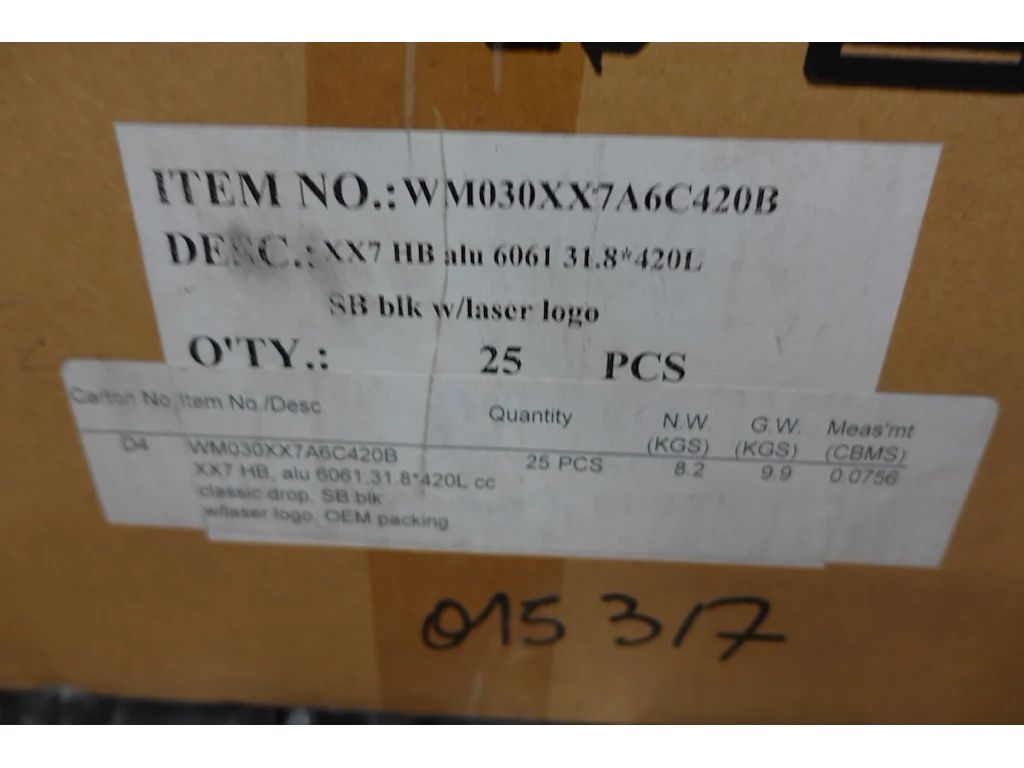 ITEM NO.:WM030XX7A6C420B
DESC.:XX7 HB alu 6061 31.8*420L
SB blk w/laser logo
Q'TY.: 25 PCS
Carton No. Item No./Desc. Quantity N.W. (KGS) G.W. (KGS) Meas'mt (CBMS)
D4 WM030XX7A6C420B 25 PCS 8.2 9.9 0.0756
XX7 HB, alu 6061.31.8*420L cc
classic drop, SB blk
w/laser logo, OEM packing
015 317